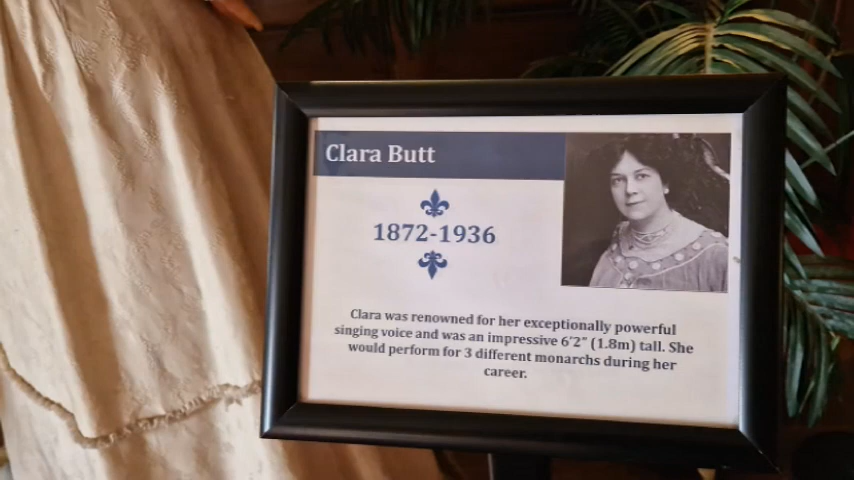 Clara Butt
1872-1936
Clara was renowned for her exceptionally powerful
singing voice and was an impressive 6'2" (1.8m) tall. She
would perform for 3 different monarchs during her
career.